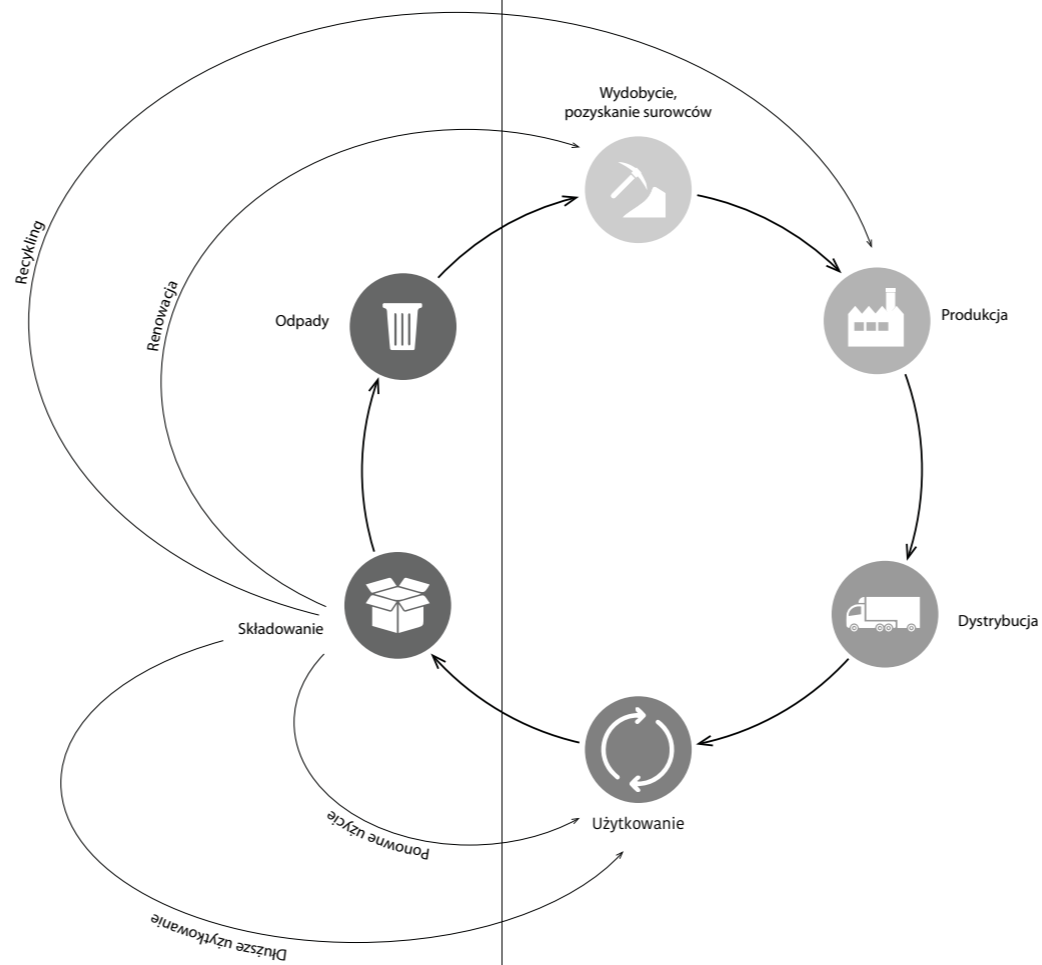 Wydobycie,
pozyskanie surowców
Recykling
Renowacja
Odpady
Produkcja
Składowanie
Dystrybucja
Użytkowanie
Ponowne użycie
Dłuższe użytkowanie